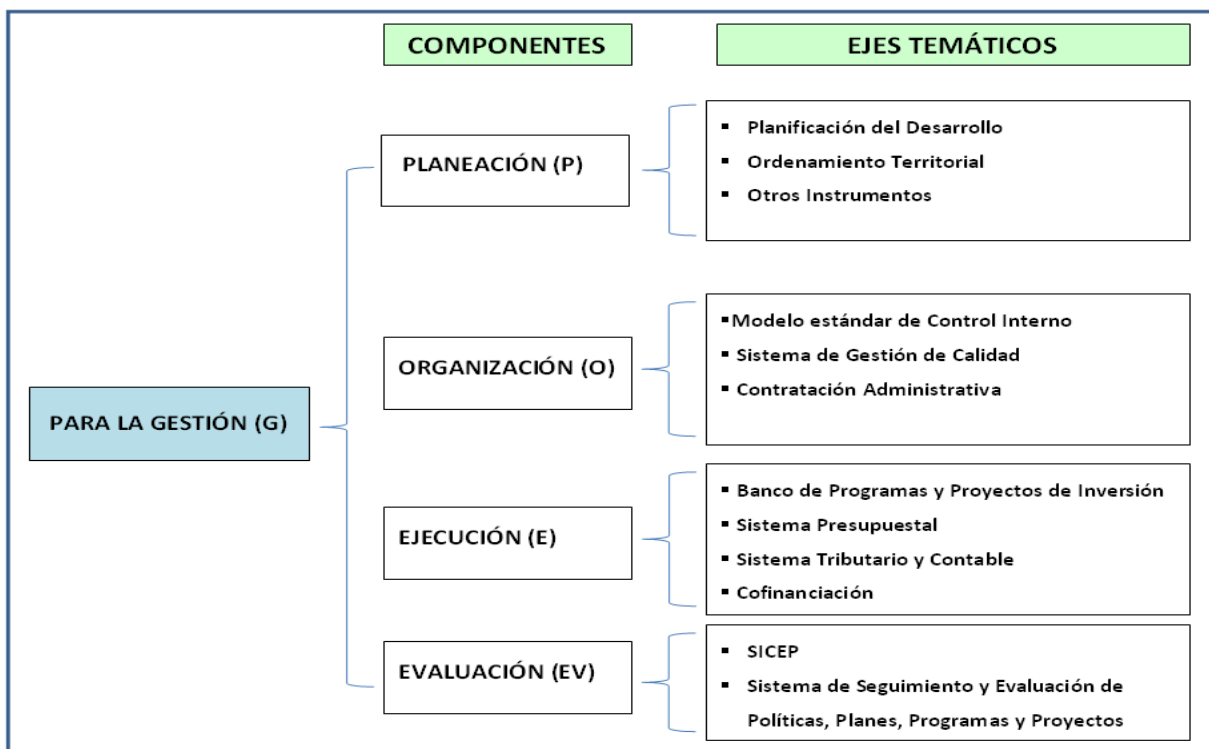 COMPONENTES
EJES TEMÁTICOS
PARA LA GESTIÓN (G)
PLANEACIÓN (P)
▪ Planificación del Desarrollo
▪ Ordenamiento Territorial
▪ Otros Instrumentos
ORGANIZACIÓN (O)
▪Modelo estándar de Control Interno
▪ Sistema de Gestión de Calidad
▪ Contratación Administrativa
EJECUCIÓN (E)
▪ Banco de Programas y Proyectos de Inversión
▪ Sistema Presupuestal
▪ Sistema Tributario y Contable
▪ Cofinanciación
EVALUACIÓN (EV)
▪ SICEP
▪ Sistema de Seguimiento y Evaluación de
Políticas, Planes, Programas y Proyectos